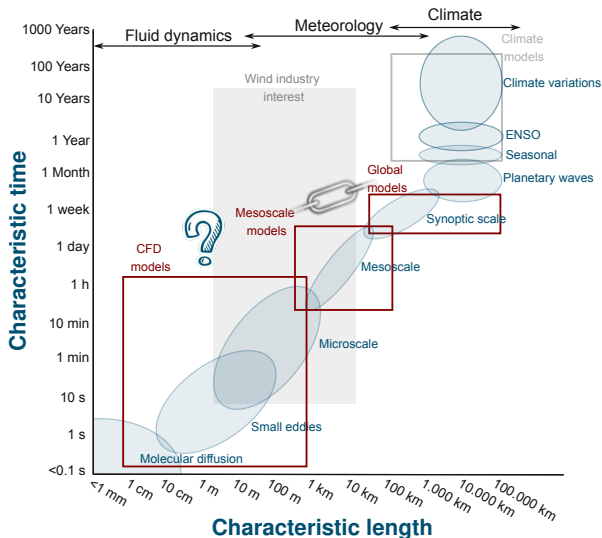 Climate
1000 Years
Fluid dynamics
Meteorology
Climate
models
100 Years
Wind industry
interest
Climate variations
10 Years
1 Year
ENSO
Seasonal
1 Month
Global
models
Planetary waves
1 week
Mesoscale
models
Synoptic scale
?
1 day
CFD
models
Mesoscale
1 h
10 min
Microscale
1 min
10 s
Small eddies
1 s
Molecular diffusion
<0.1 s
Characteristic time
<1 mm
1 cm
10 cm
1 m
10 m
100 m
1 km
10 km
100 km
1.000 km
10.000 km
100.000 km
Characteristic length